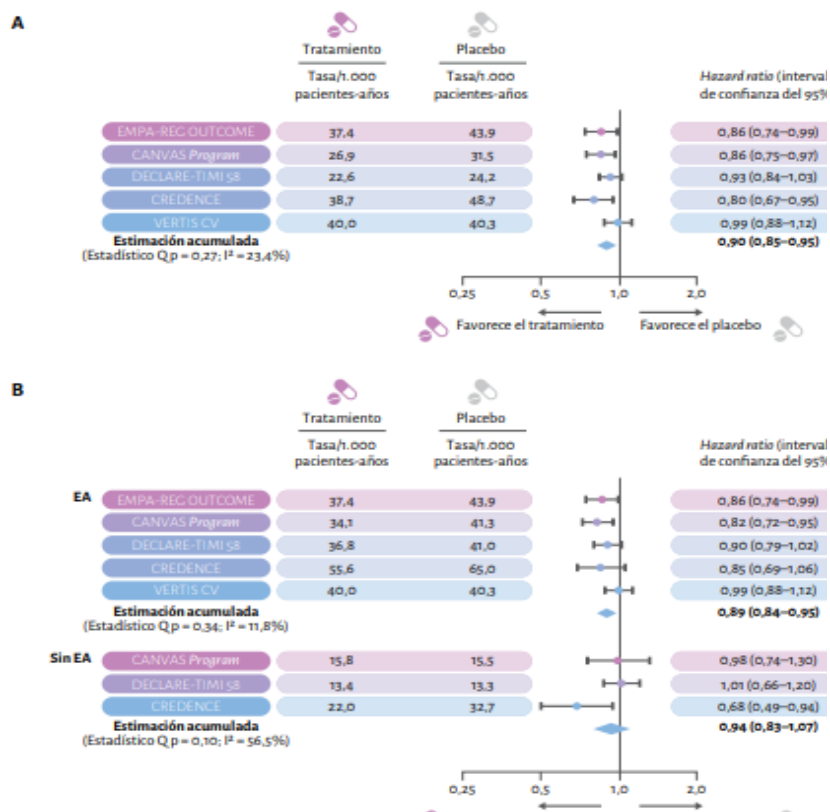 A
Tratamiento Placebo
Tasa/1.000 pacientes-años Tasa/1.000 pacientes-años Hazard ratio (interval de confianza del 95%
EMPA-REG OUTCOME 37,4 43,9 0,86 (0,74–0,99)
CANVAS Program 26,9 31,5 0,86 (0,75–0,97)
DECLARE-TIMI 58 22,6 24,2 0,93 (0,84–1,03)
CREDENCE 38,7 48,7 0,80 (0,67–0,95)
VERTIS CV 40,0 40,3 0,99 (0,88–1,12)
Estimación acumulada 0,90 (0,85–0,95)
(Estadístico Q p = 0,27; I² = 23,4%)
0,25 0,5 1,0 2,0
Favorece el tratamiento Favorece el placebo
B
Tratamiento Placebo
Tasa/1.000 pacientes-años Tasa/1.000 pacientes-años Hazard ratio (interval de confianza del 95%
EA EMPA-REG OUTCOME 37,4 43,9 0,86 (0,74–0,99)
CANVAS Program 34,1 41,3 0,82 (0,72–0,95)
DECLARE-TIMI 58 36,8 41,0 0,90 (0,79–1,02)
CREDENCE 55,6 65,0 0,85 (0,69–1,06)
VERTIS CV 40,0 40,3 0,99 (0,88–1,12)
Estimación acumulada 0,89 (0,84–0,95)
(Estadístico Q p = 0,34; I² = 11,8%)
Sin EA CANVAS Program 15,8 15,5 0,98 (0,74–1,30)
DECLARE-TIMI 58 13,4 13,3 1,01 (0,66–1,20)
CREDENCE 22,0 32,7 0,68 (0,49–0,94)
Estimación acumulada 0,94 (0,83–1,07)
(Estadístico Q p = 0,10; I² = 56,5%)
0,25 0,5 1,0 2,0